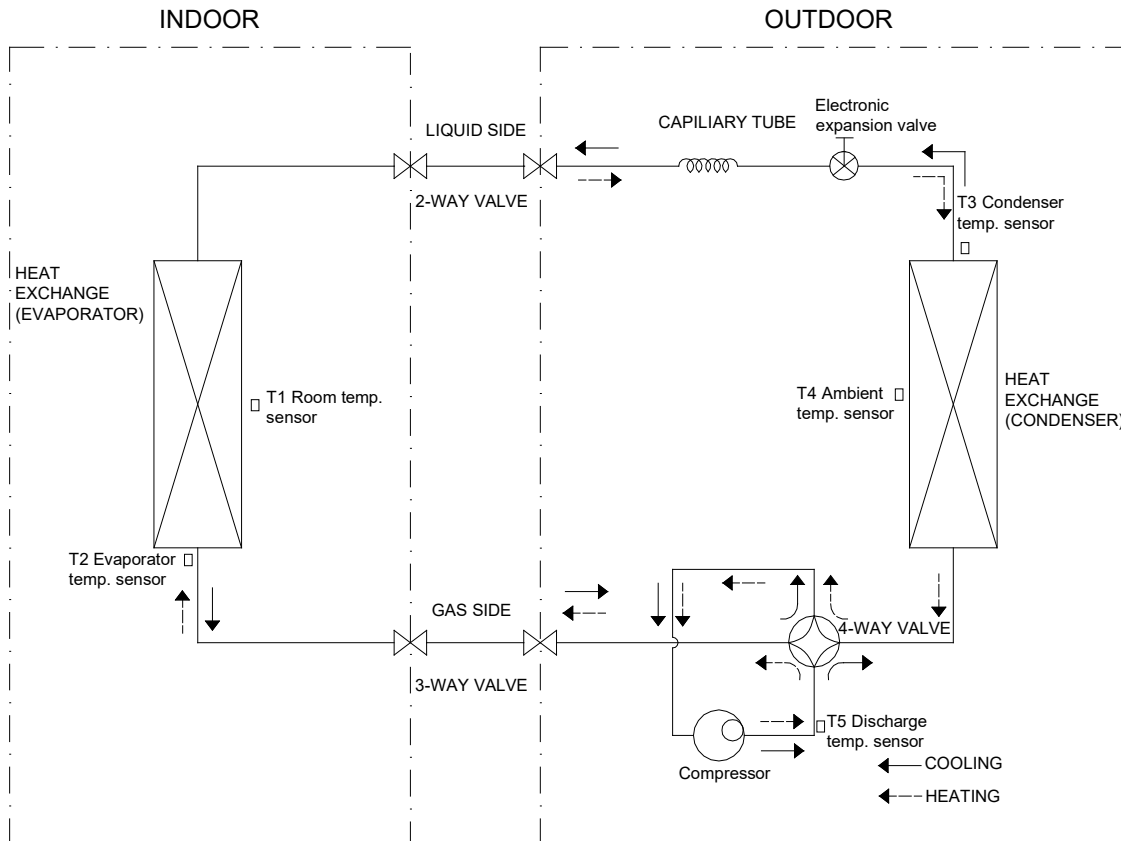 INDOOR
OUTDOOR
LIQUID SIDE
2-WAY VALVE
CAPILIARY TUBE
Electronic
expansion valve
T3 Condenser
temp. sensor
HEAT
EXCHANGE
(EVAPORATOR)
T1 Room temp.
sensor
T4 Ambient
temp. sensor
HEAT
EXCHANGE
(CONDENSER)
T2 Evaporator
temp. sensor
GAS SIDE
3-WAY VALVE
4-WAY VALVE
T5 Discharge
temp. sensor
Compressor
COOLING
HEATING